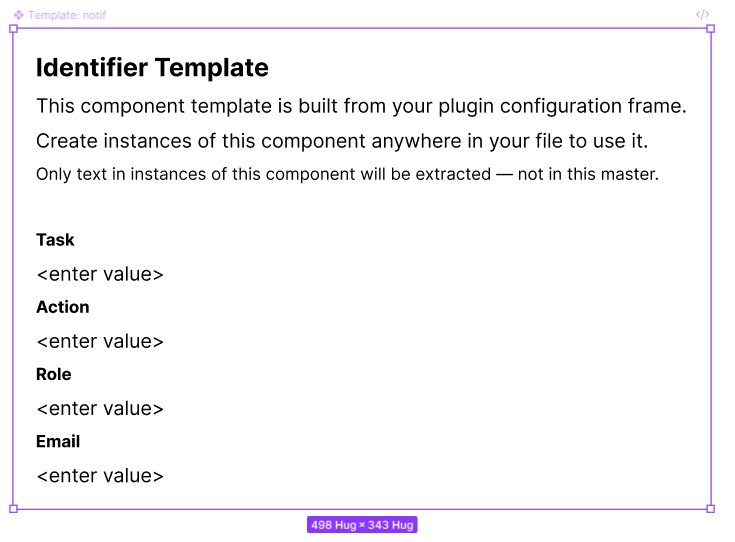 Template: notif
</>
Identifier Template
This component template is built from your plugin configuration frame.
Create instances of this component anywhere in your file to use it.
Only text in instances of this component will be extracted — not in this master.
Task
<enter value>
Action
<enter value>
Role
<enter value>
Email
<enter value>
498 Hug × 343 Hug